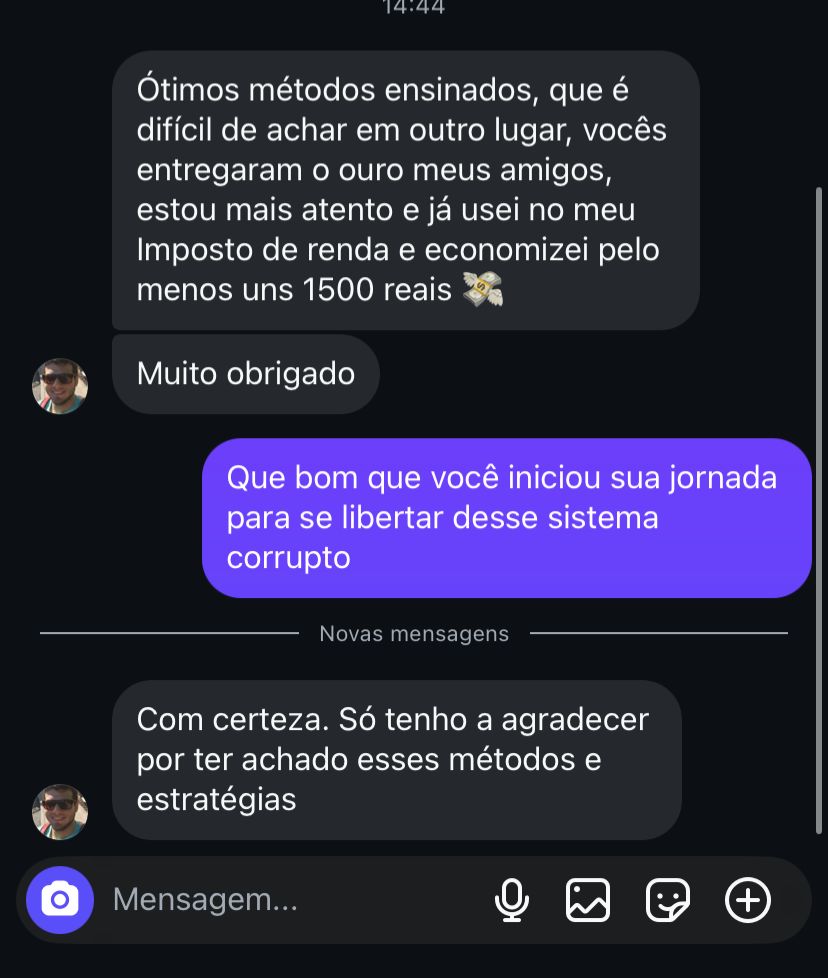 14:44
Ótimos métodos ensinados, que é
difícil de achar em outro lugar, vocês
entregaram o ouro meus amigos,
estou mais atento e já usei no meu
Imposto de renda e economizei pelo
menos uns 1500 reais 💸
Muito obrigado
Que bom que você iniciou sua jornada
para se libertar desse sistema
corrupto
Novas mensagens
Com certeza. Só tenho a agradecer
por ter achado esses métodos e
estratégias
Mensagem...